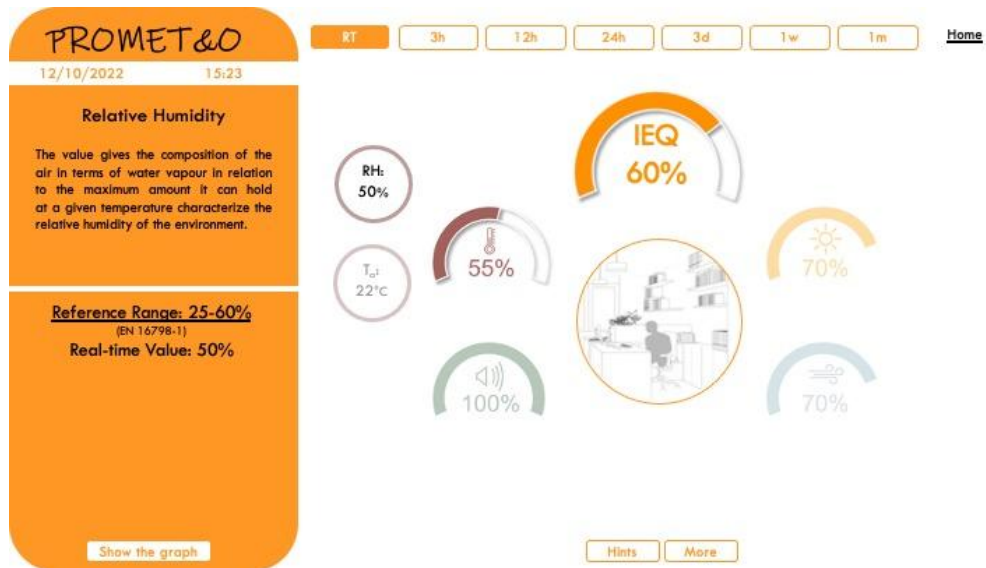 PROMET&O
12/10/2022 15:23
Relative Humidity
The value gives the composition of the
air in terms of water vapour in relation
to the maximum amount it can hold
at a given temperature characterize the
relative humidity of the environment.
Reference Range: 25-60%
(EN 16798-1)
Real-time Value: 50%
Show the graph
RT 3h 12h 24h 3d 1w 1m Home
IEQ
60%
RH:
50%
55%
Tₒ:
22°C
100%
70%
70%
Hints More